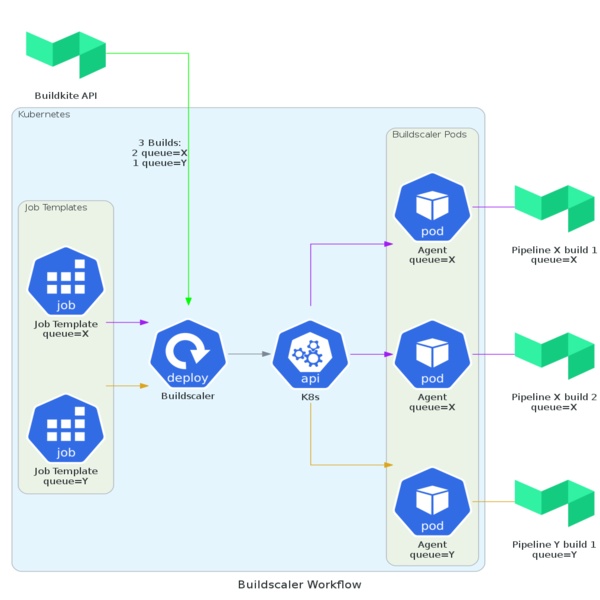 Buildkite API
Kubernetes
3 Builds:
2 queue=X
1 queue=Y
Buildscaler Pods
pod
Agent
queue=X
Pipeline X build 1
queue=X
Job Templates
job
Job Template
queue=X
deploy
Buildscaler
api
K8s
pod
Agent
queue=X
Pipeline X build 2
queue=X
job
Job Template
queue=Y
pod
Agent
queue=Y
Pipeline Y build 1
queue=Y
Buildscaler Workflow